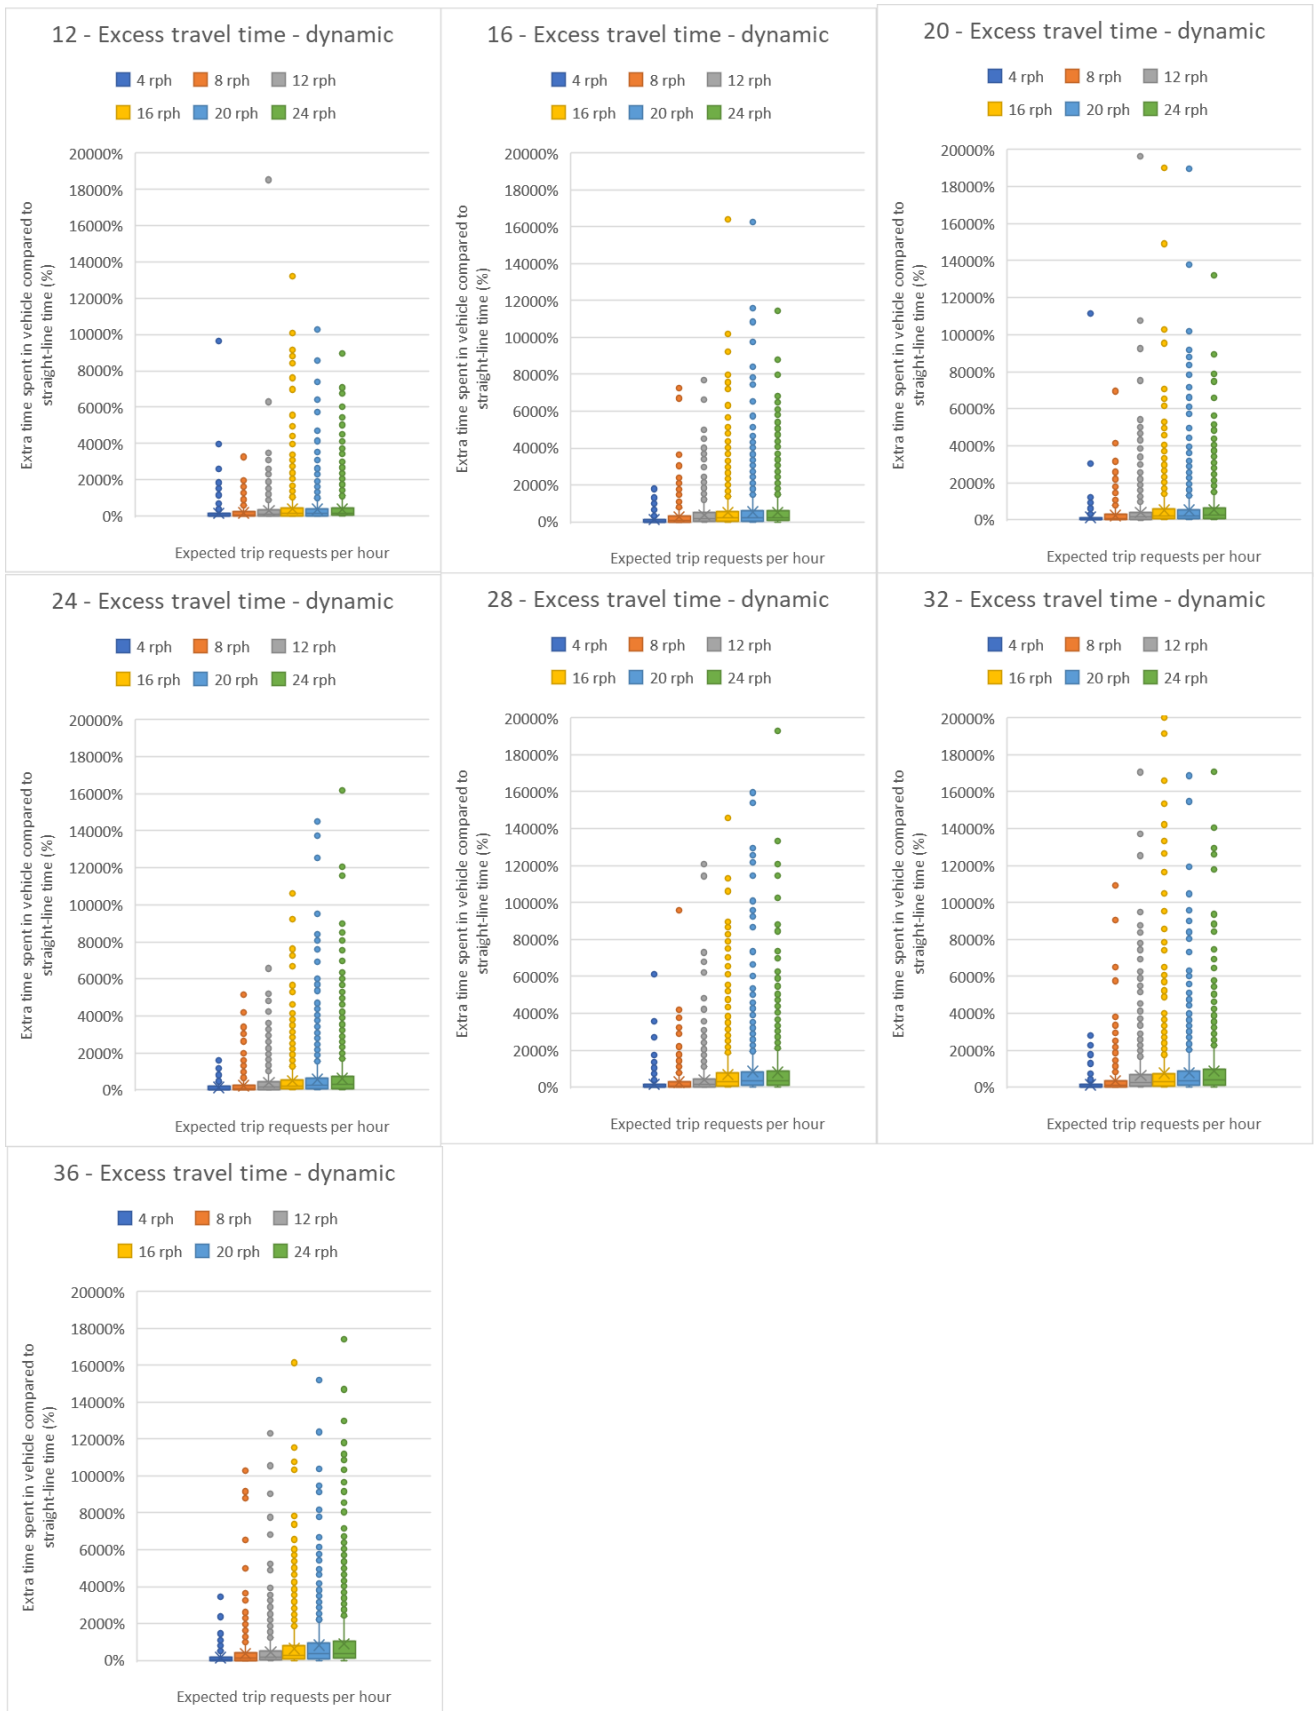 12 - Excess travel time - dynamic
4 rph 8 rph 12 rph
16 rph 20 rph 24 rph
20000%
18000%
16000%
14000%
12000%
10000%
8000%
6000%
4000%
2000%
0%
Extra time spent in vehicle compared to
straight-line time (%)
Expected trip requests per hour
16 - Excess travel time - dynamic
4 rph 8 rph 12 rph
16 rph 20 rph 24 rph
20000%
18000%
16000%
14000%
12000%
10000%
8000%
6000%
4000%
2000%
0%
Extra time spent in vehicle compared to
straight-line time (%)
Expected trip requests per hour
20 - Excess travel time - dynamic
4 rph 8 rph 12 rph
16 rph 20 rph 24 rph
20000%
18000%
16000%
14000%
12000%
10000%
8000%
6000%
4000%
2000%
0%
Extra time spent in vehicle compared to
straight-line time (%)
Expected trip requests per hour
24 - Excess travel time - dynamic
4 rph 8 rph 12 rph
16 rph 20 rph 24 rph
20000%
18000%
16000%
14000%
12000%
10000%
8000%
6000%
4000%
2000%
0%
Extra time spent in vehicle compared to
straight-line time (%)
Expected trip requests per hour
28 - Excess travel time - dynamic
4 rph 8 rph 12 rph
16 rph 20 rph 24 rph
20000%
18000%
16000%
14000%
12000%
10000%
8000%
6000%
4000%
2000%
0%
Extra time spent in vehicle compared to
straight-line time (%)
Expected trip requests per hour
32 - Excess travel time - dynamic
4 rph 8 rph 12 rph
16 rph 20 rph 24 rph
20000%
18000%
16000%
14000%
12000%
10000%
8000%
6000%
4000%
2000%
0%
Extra time spent in vehicle compared to
straight-line time (%)
Expected trip requests per hour
36 - Excess travel time - dynamic
4 rph 8 rph 12 rph
16 rph 20 rph 24 rph
20000%
18000%
16000%
14000%
12000%
10000%
8000%
6000%
4000%
2000%
0%
Extra time spent in vehicle compared to
straight-line time (%)
Expected trip requests per hour